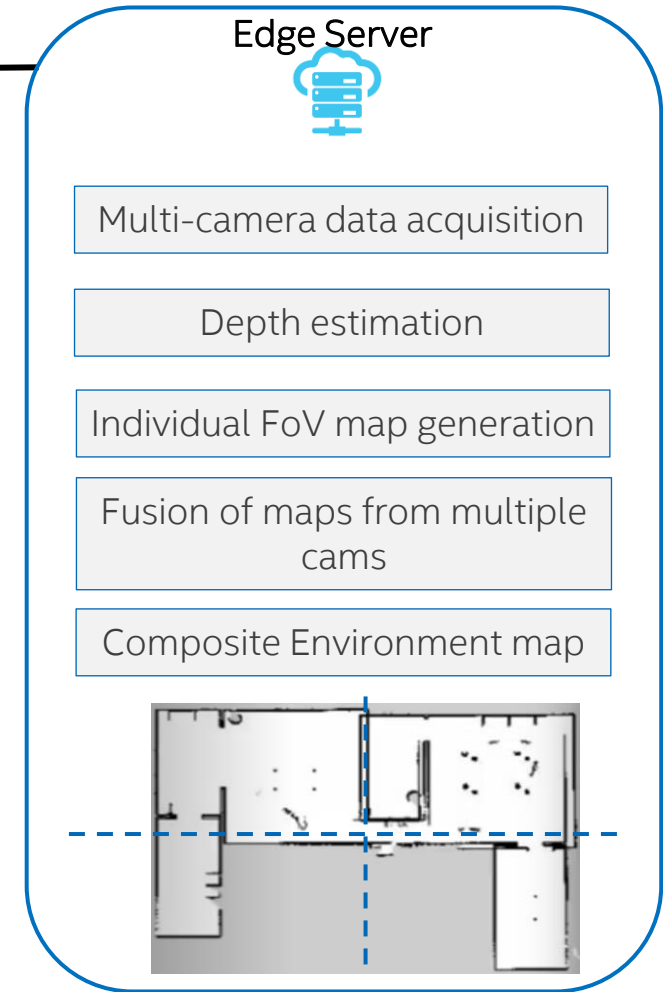 Edge Server
Multi-camera data acquisition
Depth estimation
Individual FoV map generation
Fusion of maps from multiple
cams
Composite Environment map